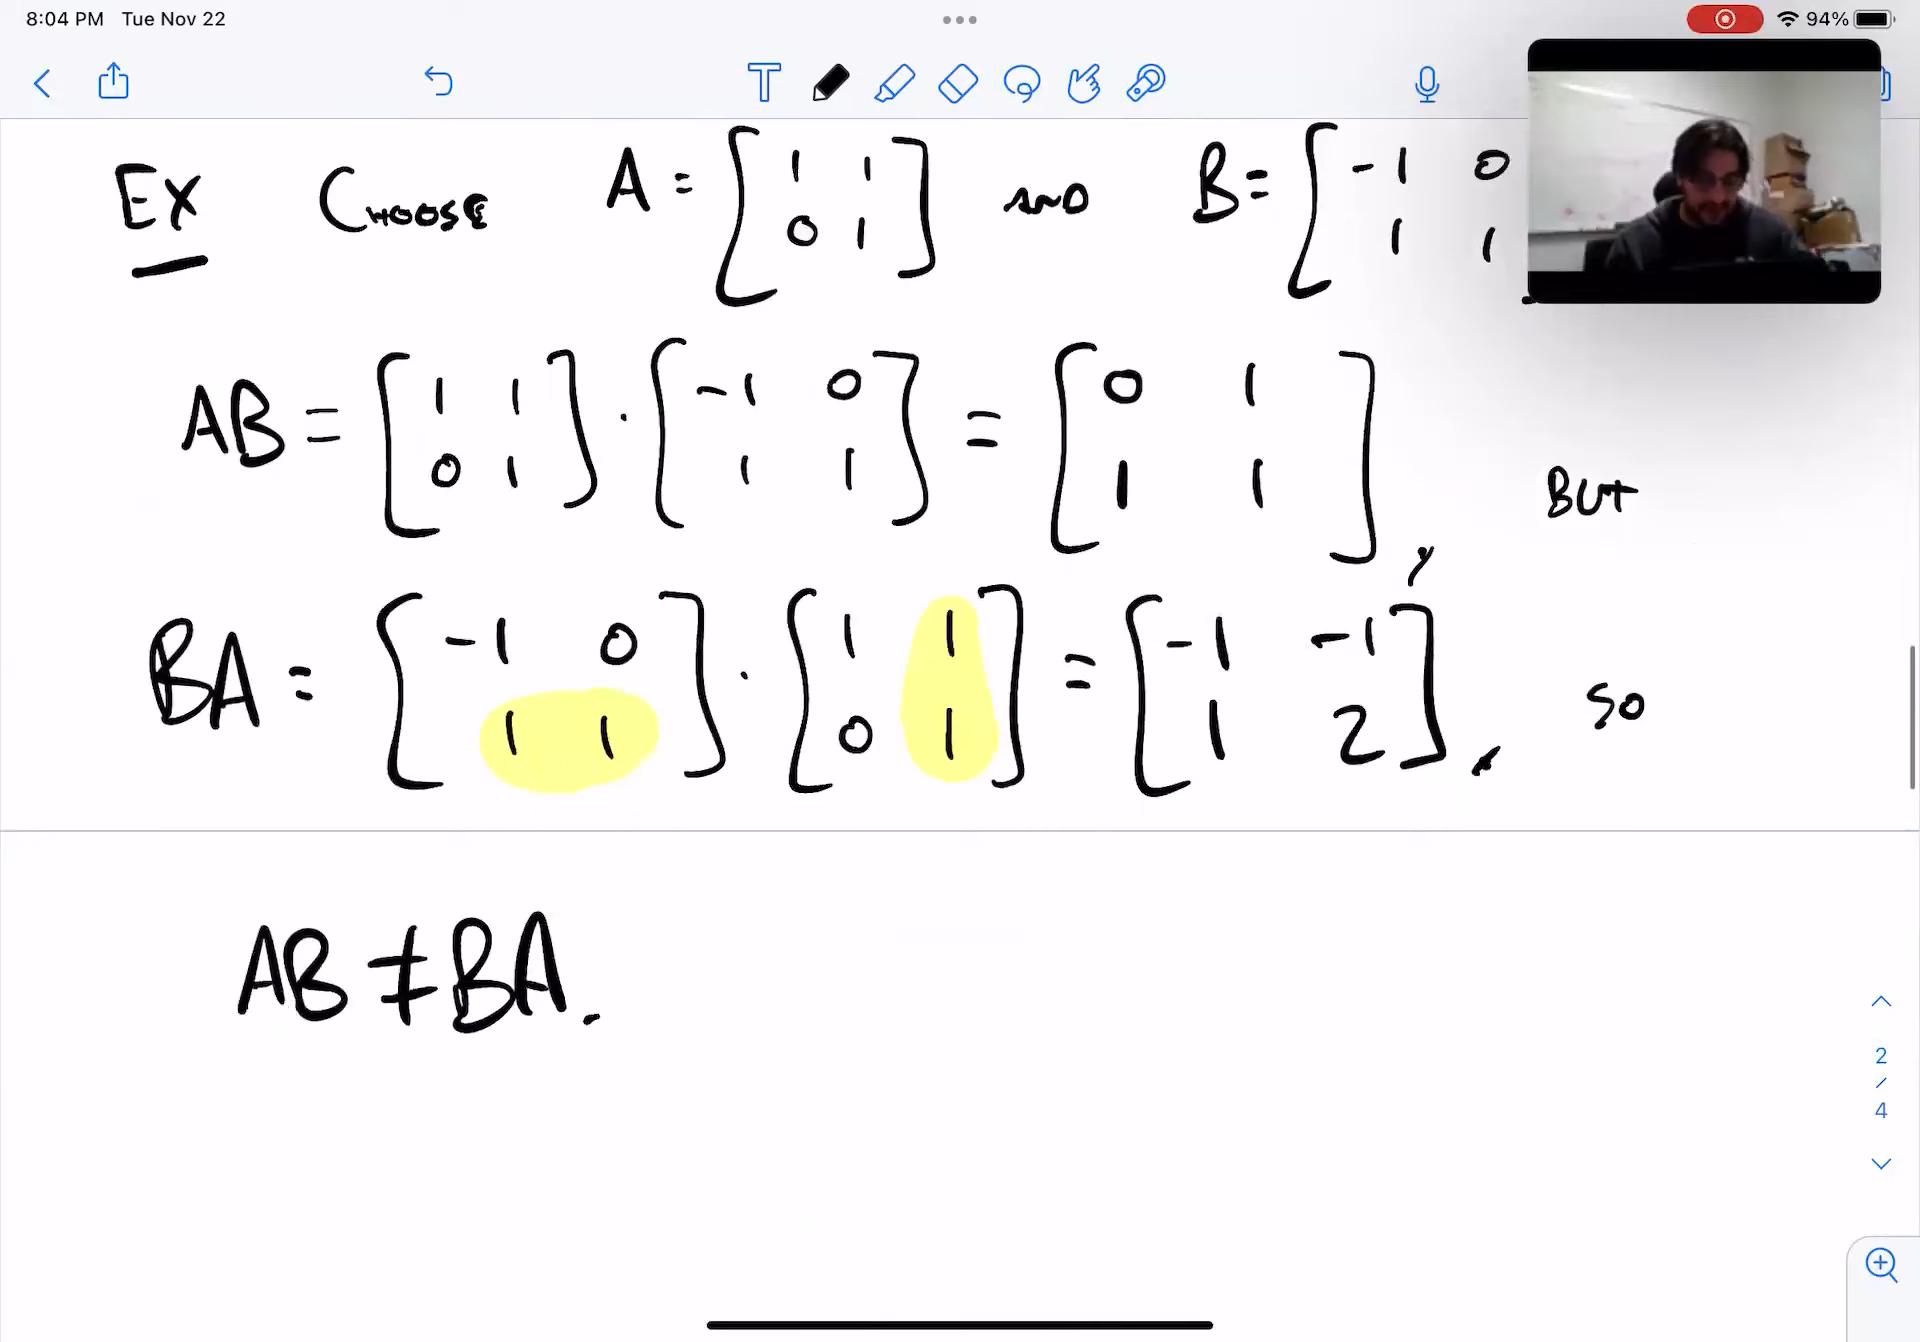 8:04 PM Tue Nov 22 94%
EX CHOOSE A = [1 1; 0 1] AND B = [-1 0; 1 1
AB = [1 1; 0 1] · [-1 0; 1 1] = [0 1; 1 1], BUT
BA = [-1 0; 1 1] · [1 1; 0 1] = [-1 -1; 1 2]. SO
AB ≠ BA.
2
/
4